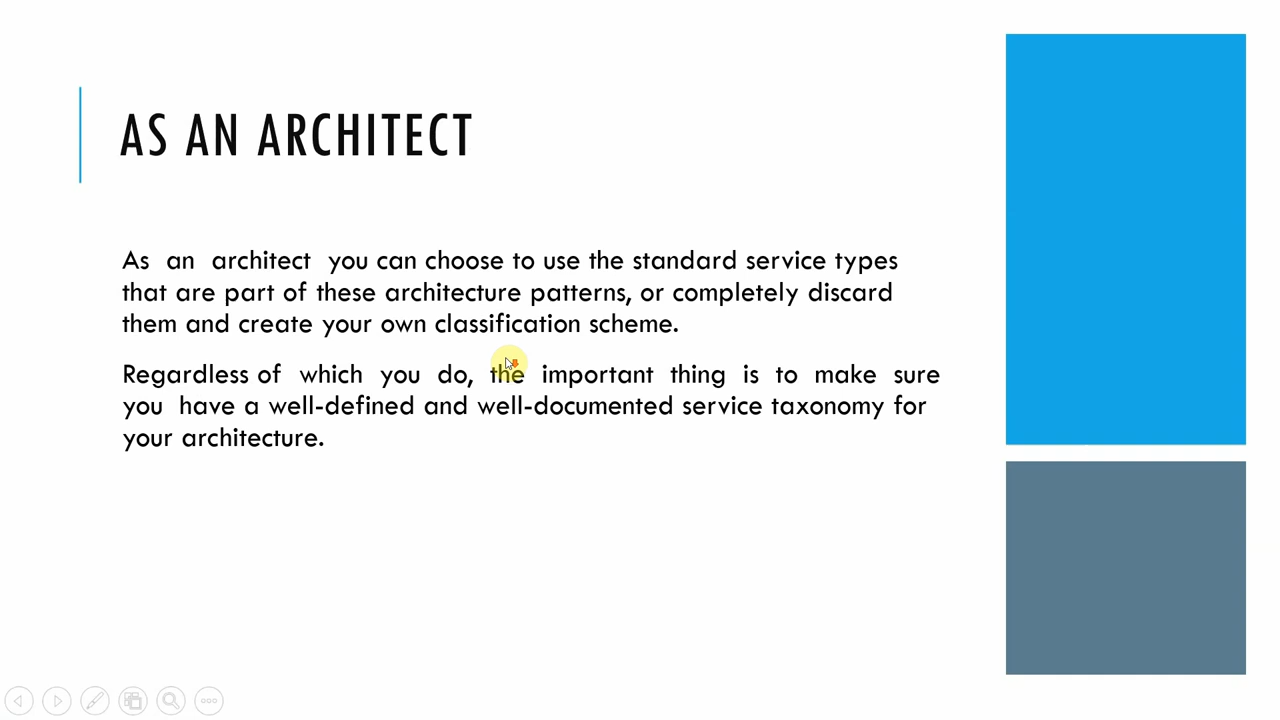 AS AN ARCHITECT
As an architect you can choose to use the standard service types
that are part of these architecture patterns, or completely discard
them and create your own classification scheme.
Regardless of which you do, the important thing is to make sure
you have a well-defined and well-documented service taxonomy for
your architecture.